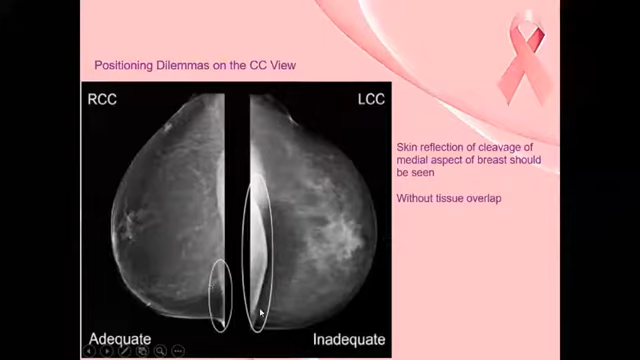 Positioning Dilemmas on the CC View
RCC
LCC
Skin reflection of cleavage of
medial aspect of breast should
be seen
Without tissue overlap
Adequate
Inadequate